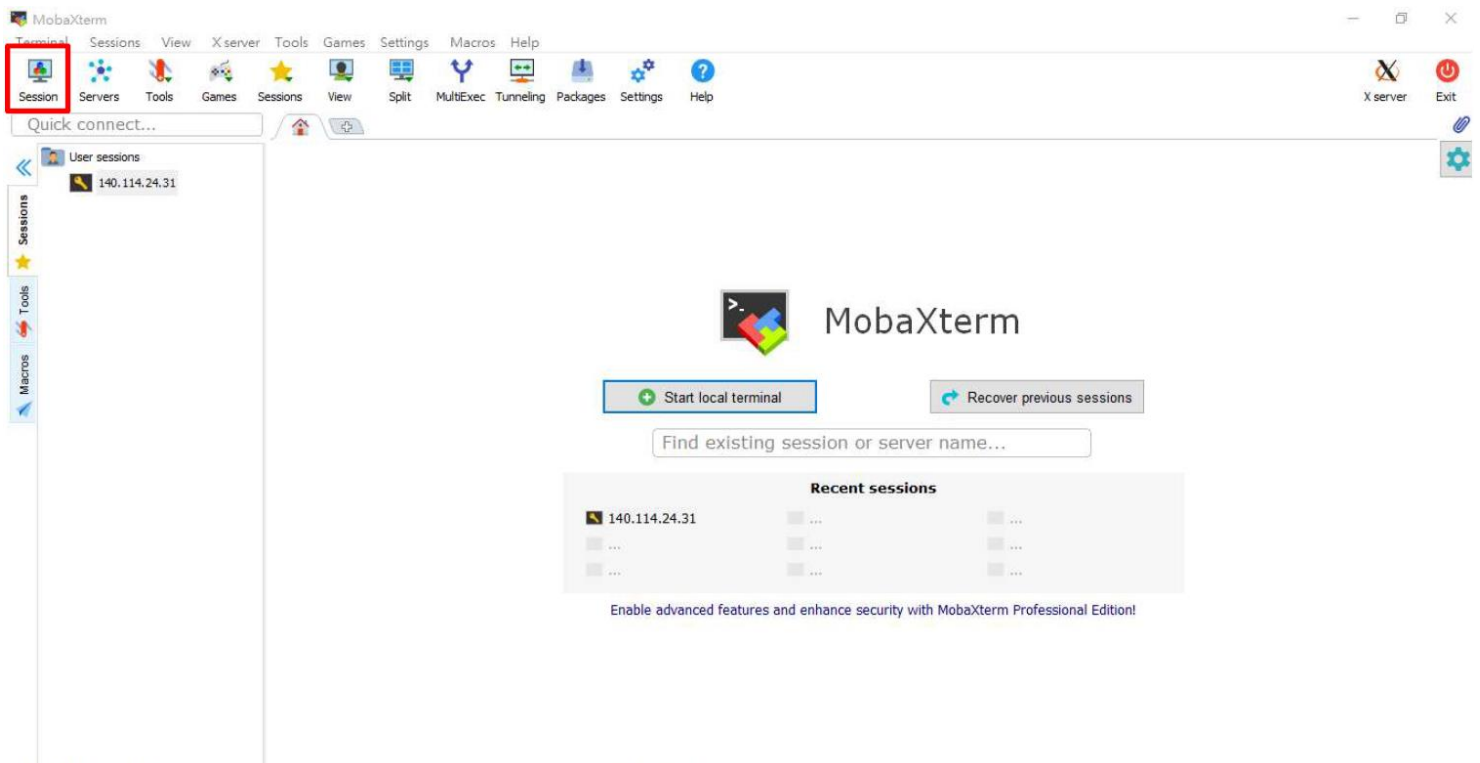 MobaXterm
Terminal Sessions View X server Tools Games Settings Macros Help
Session Servers Tools Games Sessions View Split MultiExec Tunneling Packages Settings Help X server Exit
Quick connect...
User sessions
140.114.24.31
Sessions
Tools
Macros
>_
MobaXterm
Start local terminal Recover previous sessions
Find existing session or server name...
Recent sessions
140.114.24.31 ... ...
... ... ...
... ... ...
Enable advanced features and enhance security with MobaXterm Professional Edition!